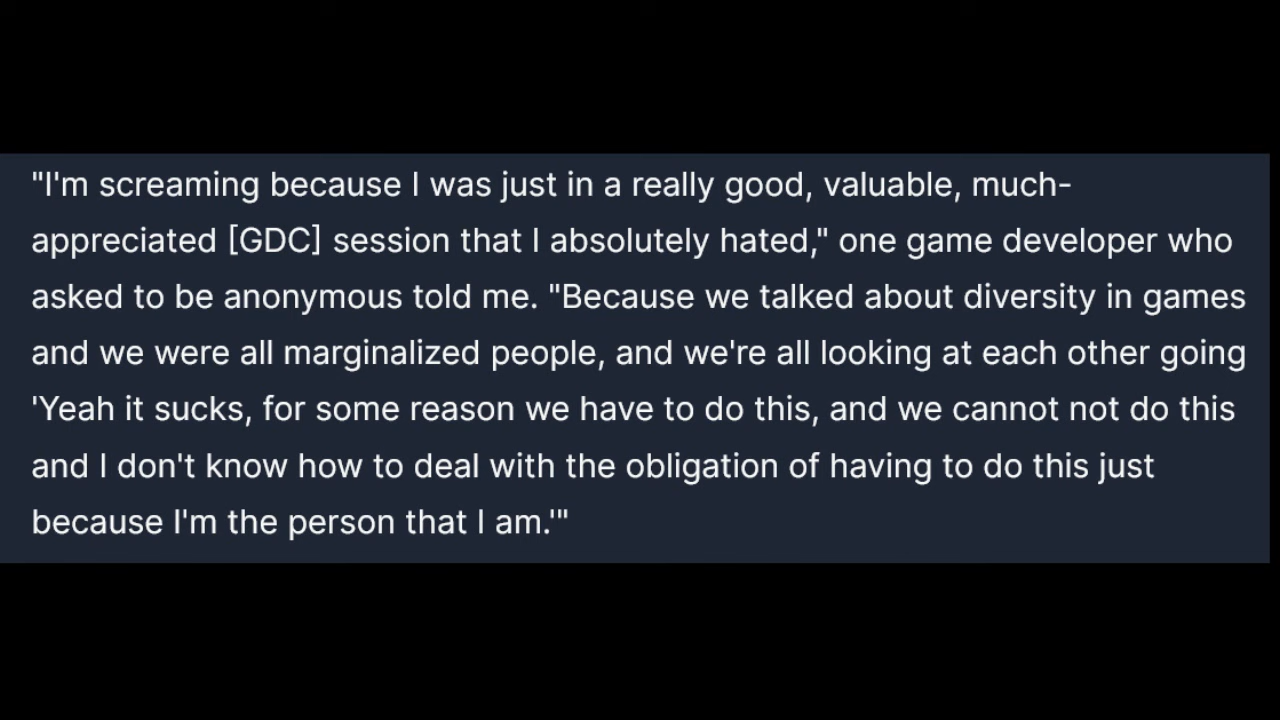 "I'm screaming because I was just in a really good, valuable, much-
appreciated [GDC] session that I absolutely hated," one game developer who
asked to be anonymous told me. "Because we talked about diversity in games
and we were all marginalized people, and we're all looking at each other going
'Yeah it sucks, for some reason we have to do this, and we cannot not do this
and I don't know how to deal with the obligation of having to do this just
because I'm the person that I am.'"